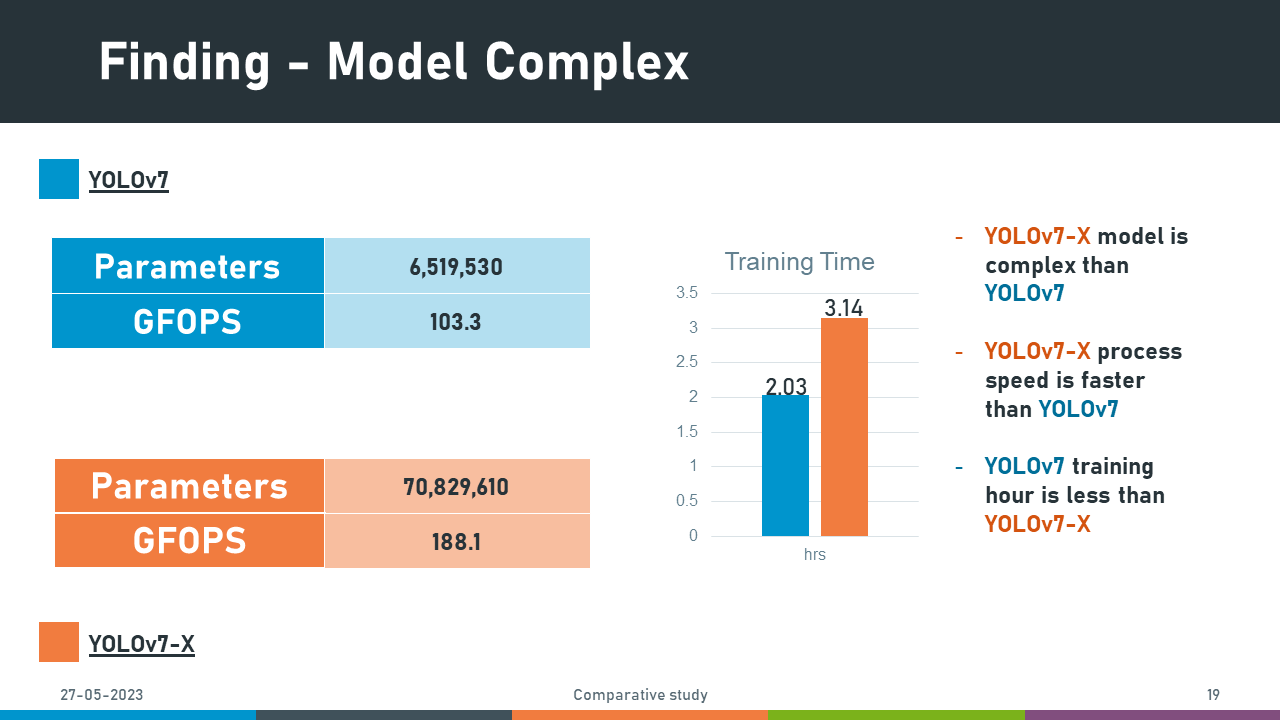 Finding - Model Complex
YOLOv7
Parameters 6,519,530
GFOPS 103.3
Parameters 70,829,610
GFOPS 188.1
YOLOv7-X
Training Time
3.5
3
2.5
2
1.5
1
0.5
0
2.03
3.14
hrs
- YOLOv7-X model is
complex than
YOLOv7
- YOLOv7-X process
speed is faster
than YOLOv7
- YOLOv7 training
hour is less than
YOLOv7-X
27-05-2023
Comparative study
19